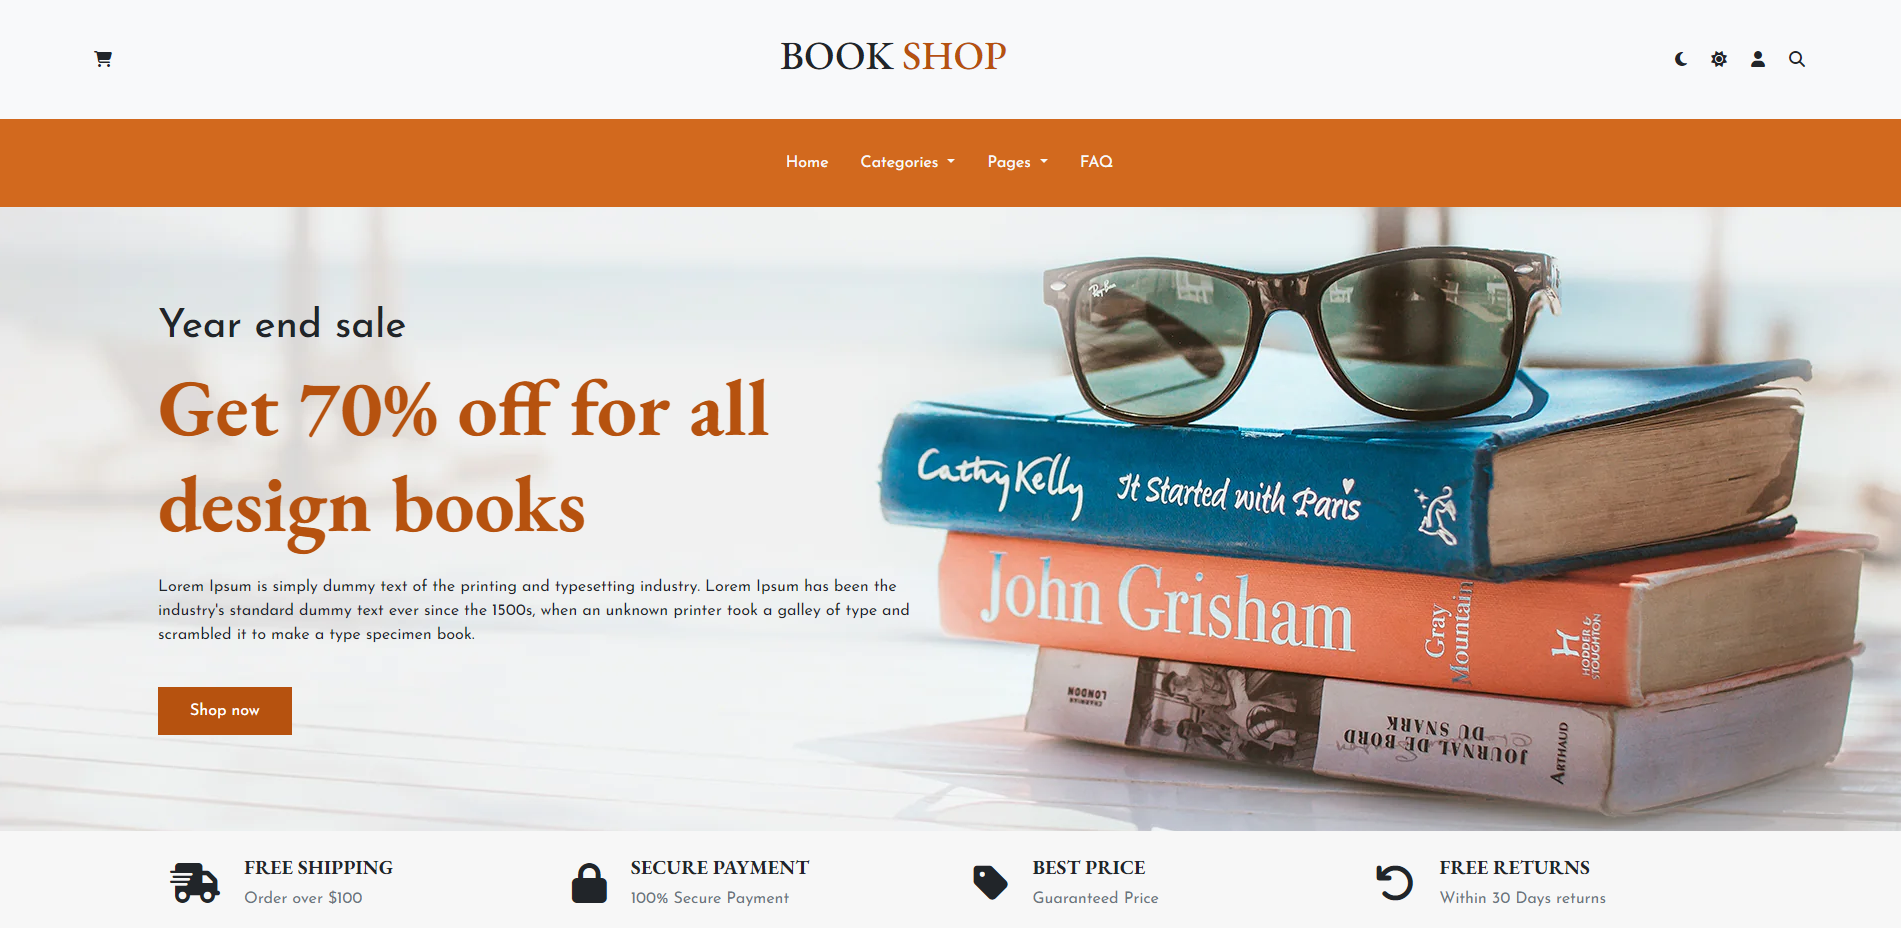 BOOK SHOP
Home Categories Pages FAQ
Year end sale
Get 70% off for all
design books
Lorem Ipsum is simply dummy text of the printing and typesetting industry. Lorem Ipsum has been the
industry's standard dummy text ever since the 1500s, when an unknown printer took a galley of type and
scrambled it to make a type specimen book.
Shop now
Ray-Ban
Cathy Kelly It Started with Paris
John Grisham
Gray
Mountain
H
HODDER &
STOUGHTON
CHARMIAN
LONDON
JOURNAL DE BORD
DU SNARK
ARTHAUD
FREE SHIPPING
Order over $100
SECURE PAYMENT
100% Secure Payment
BEST PRICE
Guaranteed Price
FREE RETURNS
Within 30 Days returns